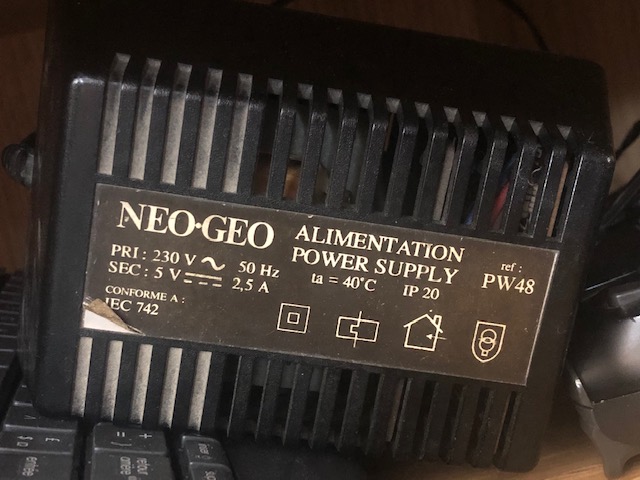 NEO·GEO
ALIMENTATION
POWER SUPPLY
ref :
PW48
PRI : 230 V ~ 50 Hz
SEC : 5 V ⎓ 2,5 A
ta = 40°C IP 20
CONFORME A :
IEC 742